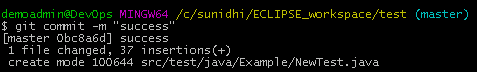 demoadmin@DevOps MINGW64 /c/sunidhi/ECLIPSE_workspace/test (master)
$ git commit -m "success"
[master 0bc8a6d] success
 1 file changed, 37 insertions(+)
 create mode 100644 src/test/java/Example/NewTest.java